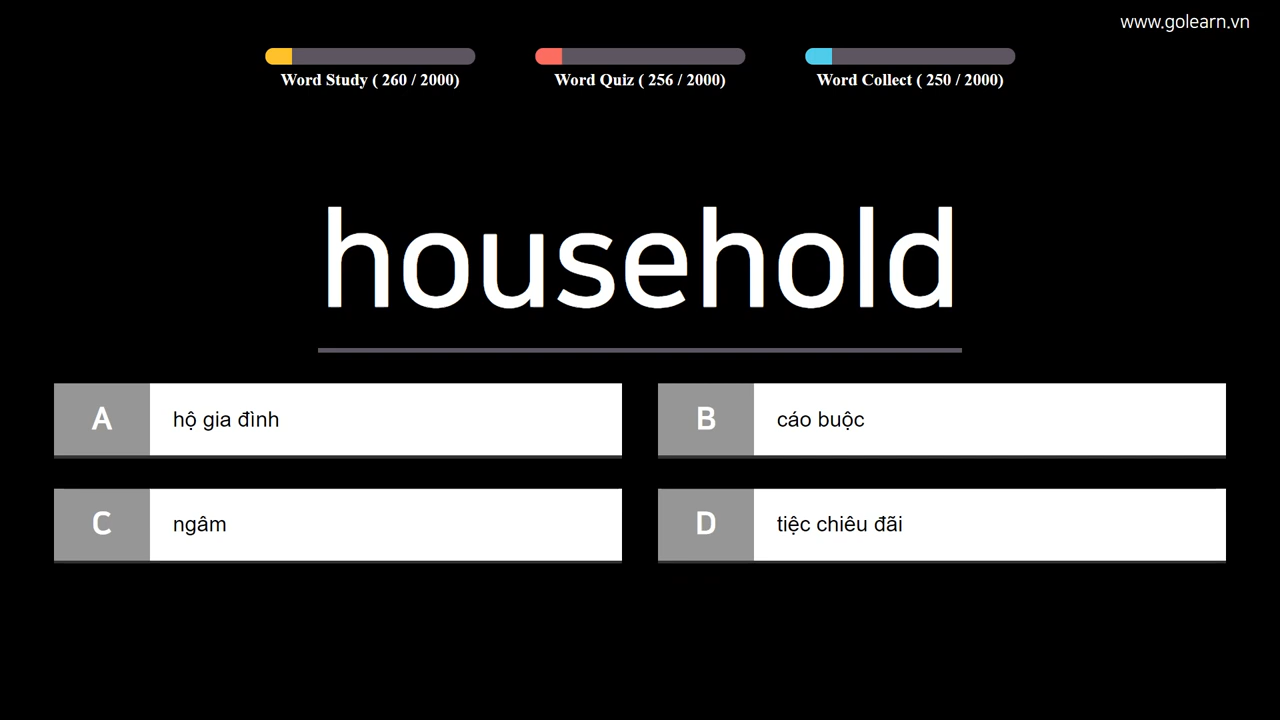 www.golearn.vn
Word Study ( 260 / 2000)
Word Quiz ( 256 / 2000)
Word Collect ( 250 / 2000)
household
A hộ gia đình
B cáo buộc
C ngâm
D tiệc chiêu đãi